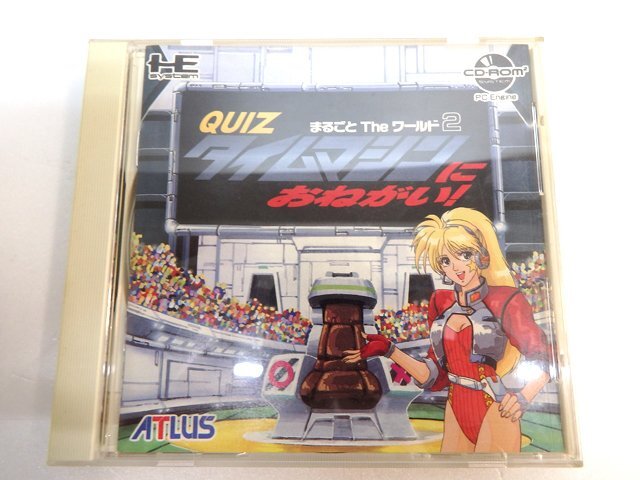 HE
system
CD-ROM²
SYSTEM
PC Engine
QUIZ まるごと The ワールド2
タイムマシンに
おねがい!
ATLUS